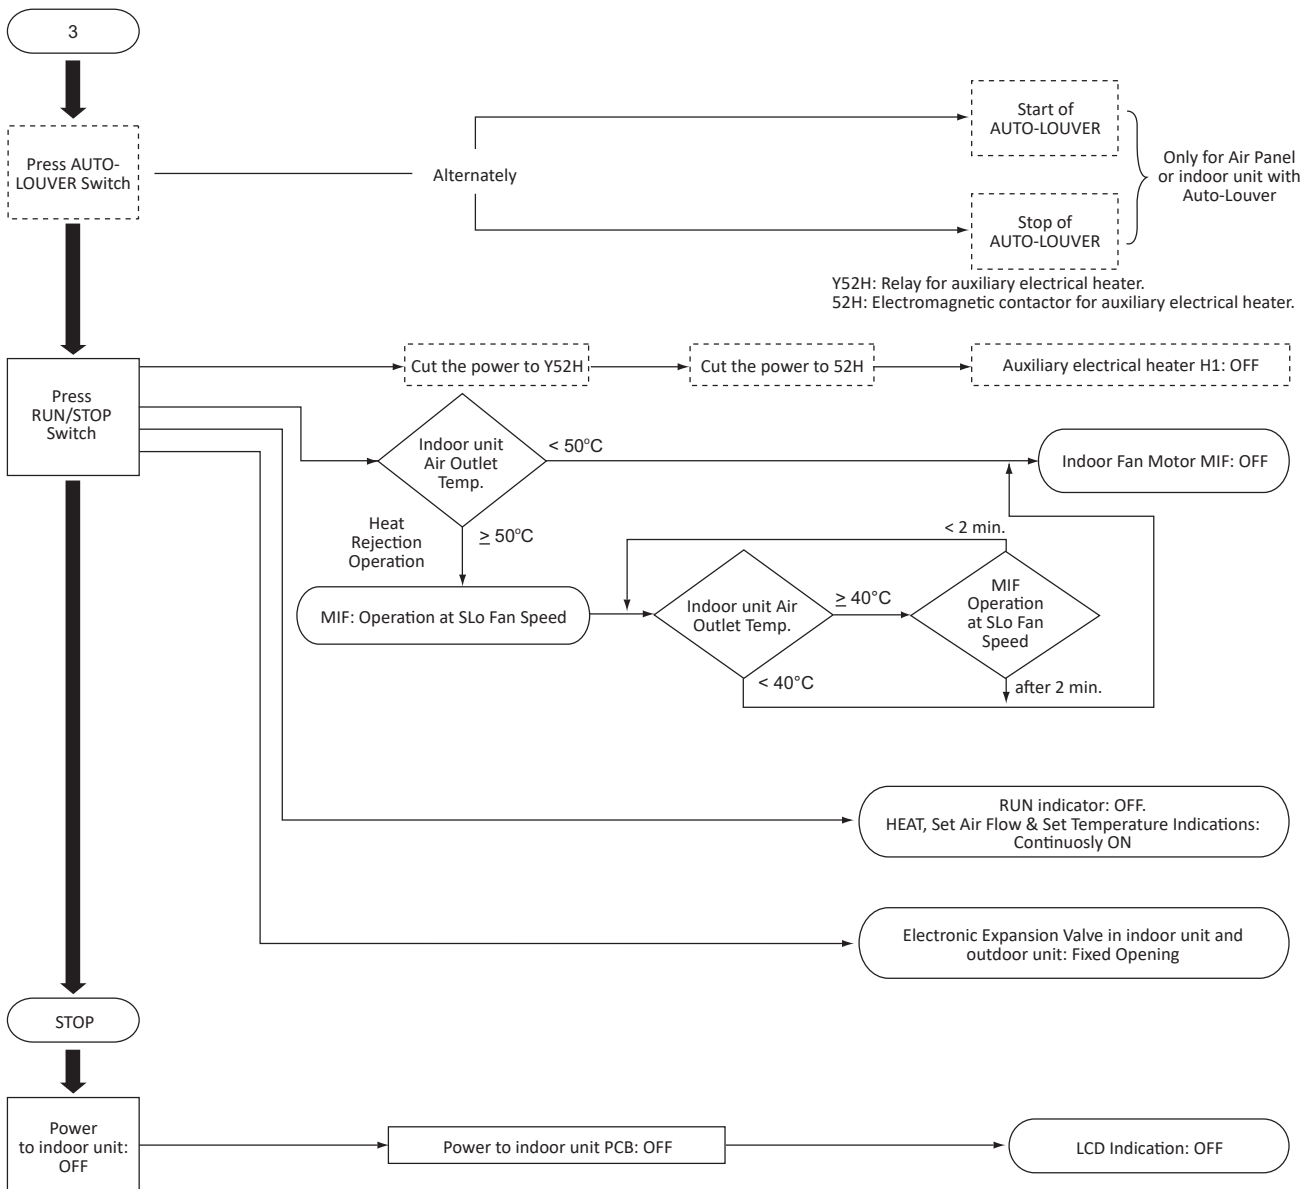 3
Press AUTO-
LOUVER Switch
Alternately
Start of
AUTO-LOUVER
Stop of
AUTO-LOUVER
Only for Air Panel
or indoor unit with
Auto-Louver
Y52H: Relay for auxiliary electrical heater.
52H: Electromagnetic contactor for auxiliary electrical heater.
Press
RUN/STOP
Switch
Cut the power to Y52H
Cut the power to 52H
Auxiliary electrical heater H1: OFF
Indoor unit
Air Outlet
Temp.
< 50°C
Indoor Fan Motor MIF: OFF
Heat
Rejection
Operation
≥ 50°C
MIF: Operation at SLo Fan Speed
Indoor unit Air
Outlet Temp.
≥ 40°C
< 40°C
< 2 min.
MIF
Operation
at SLo Fan
Speed
after 2 min.
RUN indicator: OFF.
HEAT, Set Air Flow & Set Temperature Indications:
Continuosly ON
Electronic Expansion Valve in indoor unit and
outdoor unit: Fixed Opening
STOP
Power
to indoor unit:
OFF
Power to indoor unit PCB: OFF
LCD Indication: OFF